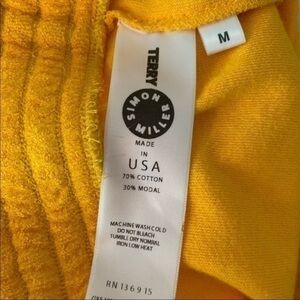 M
TERRY
SIMON MILLER
MADE
IN
USA
70% COTTON
30% MODAL
MACHINE WASH COLD
DO NOT BLEACH
TUMBLE DRY NOMRAL
IRON LOW HEAT
RN 136915